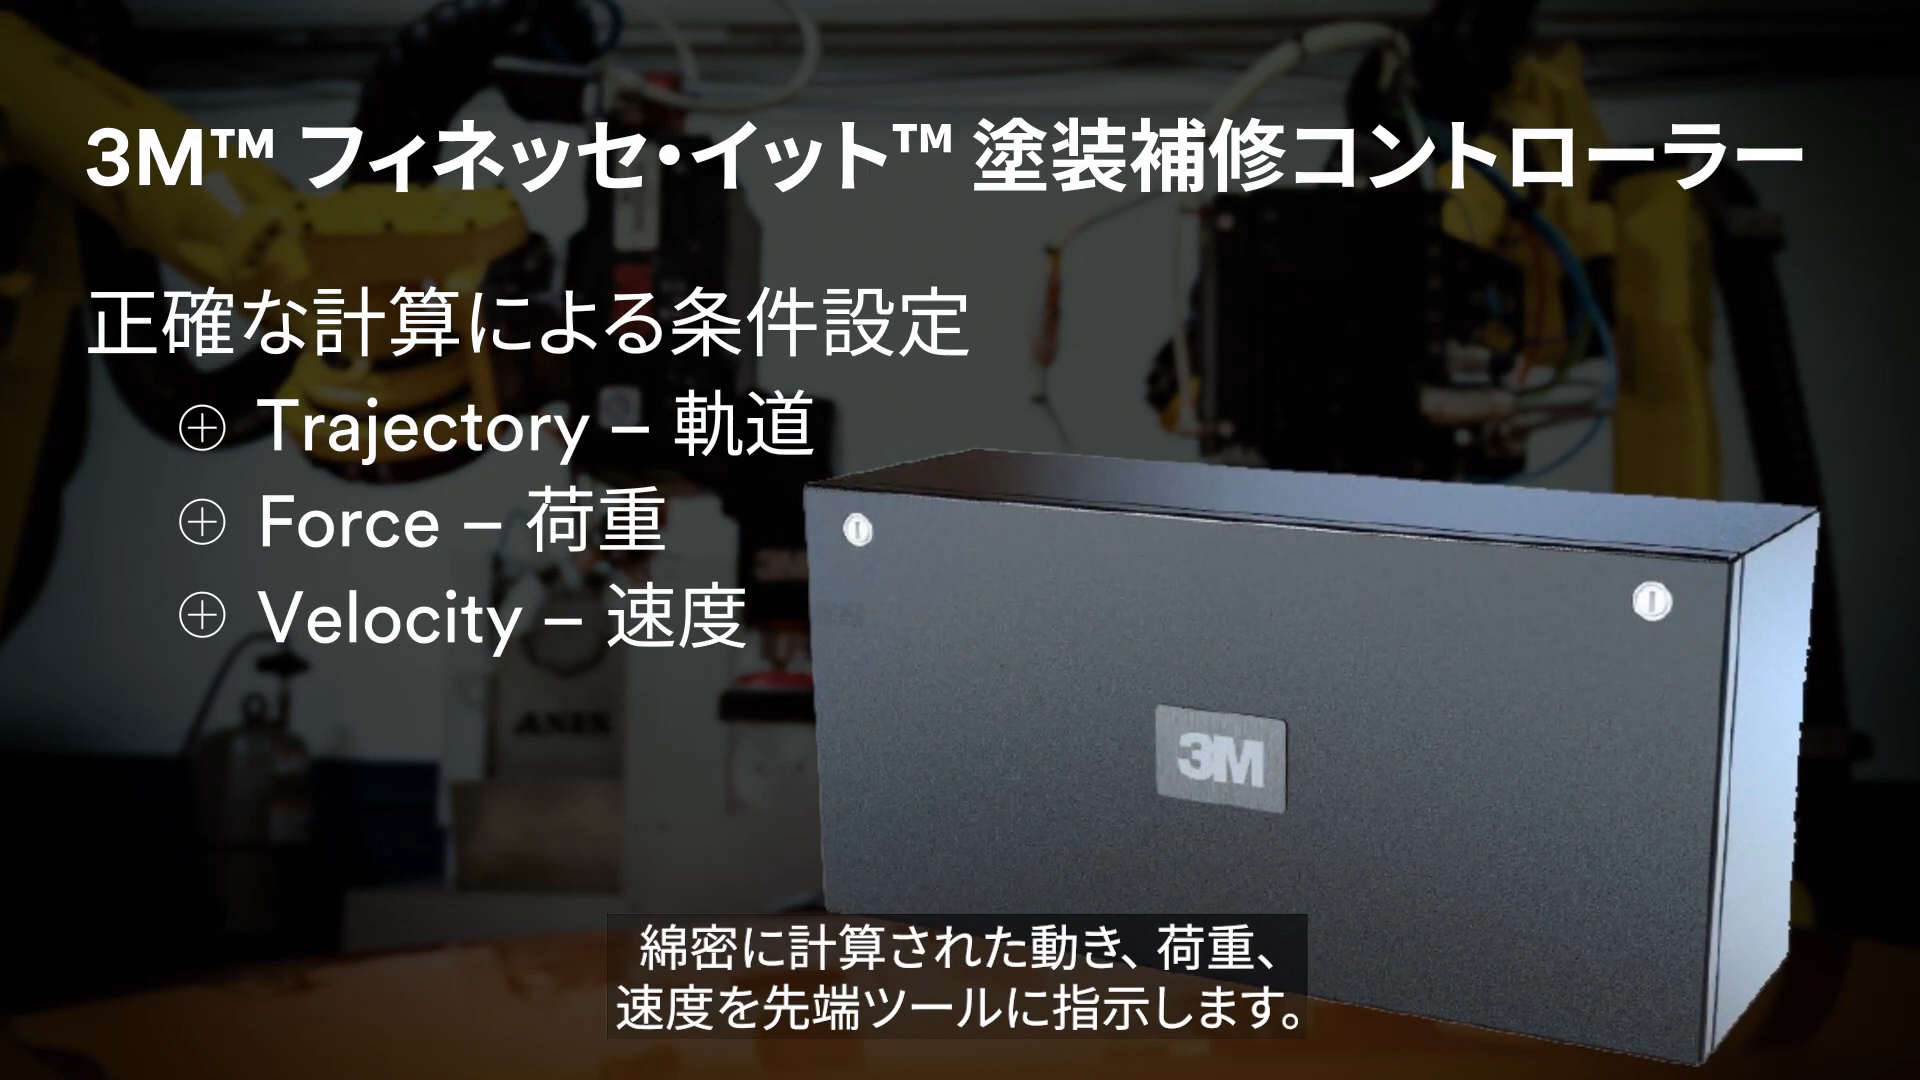 3M™ フィネッセ・イット™ 塗装補修コントローラー
正確な計算による条件設定
⊕ Trajectory – 軌道
⊕ Force – 荷重
⊕ Velocity – 速度
3M
綿密に計算された動き、荷重、
速度を先端ツールに指示します。